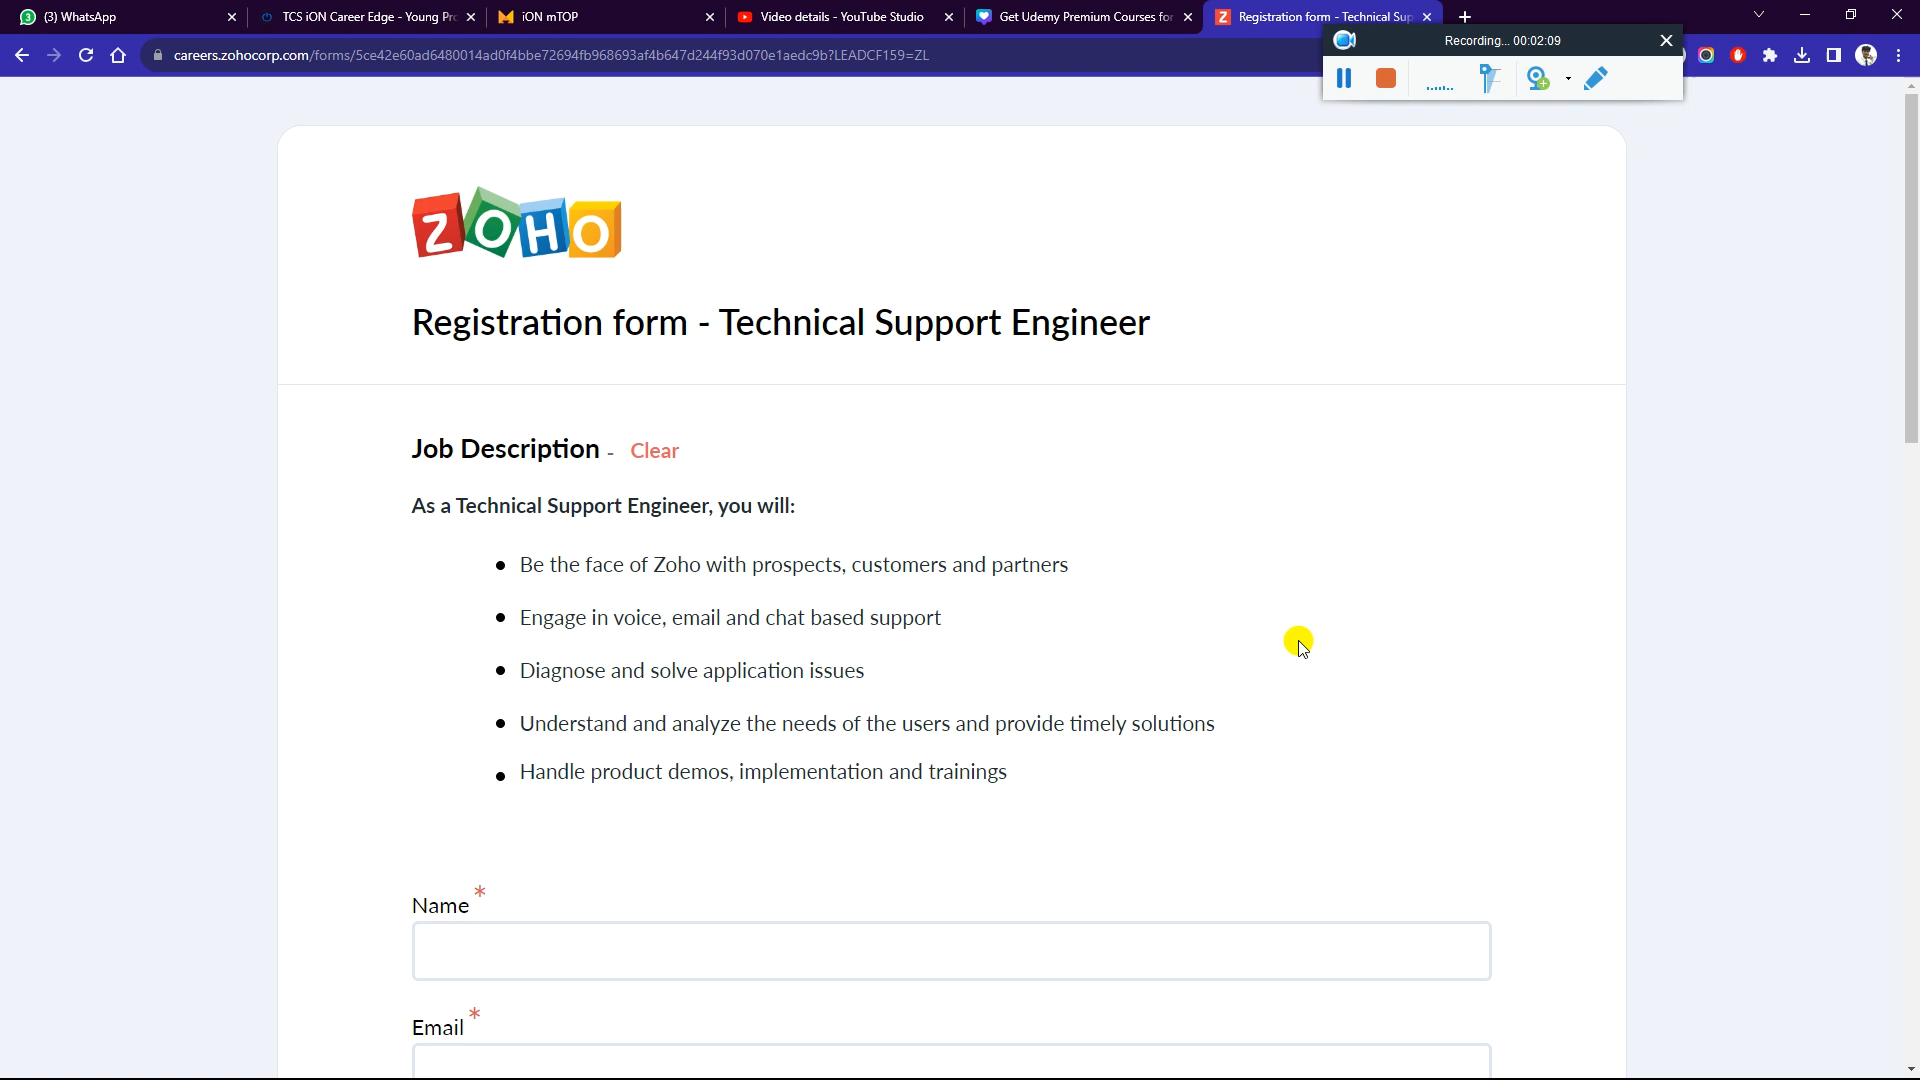 (3) WhatsApp
TCS iON Career Edge - Young Pro
iON mTOP
Video details - YouTube Studio
Get Udemy Premium Courses for
Registration form - Technical Sup
careers.zohocorp.com/forms/5ce42e60ad6480014ad0f4bbe72694fb968693af4b647d244f93d070e1aedc9b?LEADCF159=ZL
Recording... 00:02:09
ZOHO
Registration form - Technical Support Engineer
Job Description - Clear
As a Technical Support Engineer, you will:
• Be the face of Zoho with prospects, customers and partners
• Engage in voice, email and chat based support
• Diagnose and solve application issues
• Understand and analyze the needs of the users and provide timely solutions
• Handle product demos, implementation and trainings
Name *
Email *